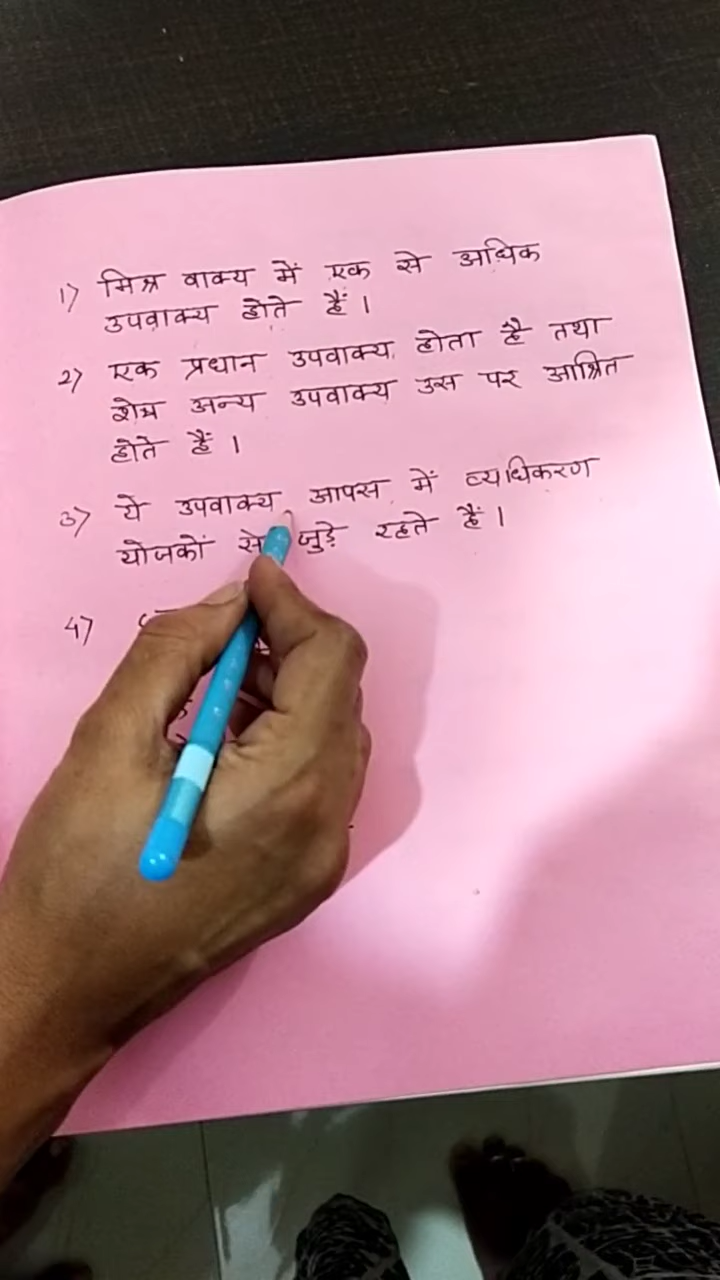 1) मिश्र वाक्य में एक से अधिक
उपवाक्य होते हैं।
2) एक प्रधान उपवाक्य होता है तथा
शेष अन्य उपवाक्य उस पर आश्रित
होते हैं।
3) ये उपवाक्य आपस में व्यधिकरण
योजकों से जुड़े रहते हैं।
4)